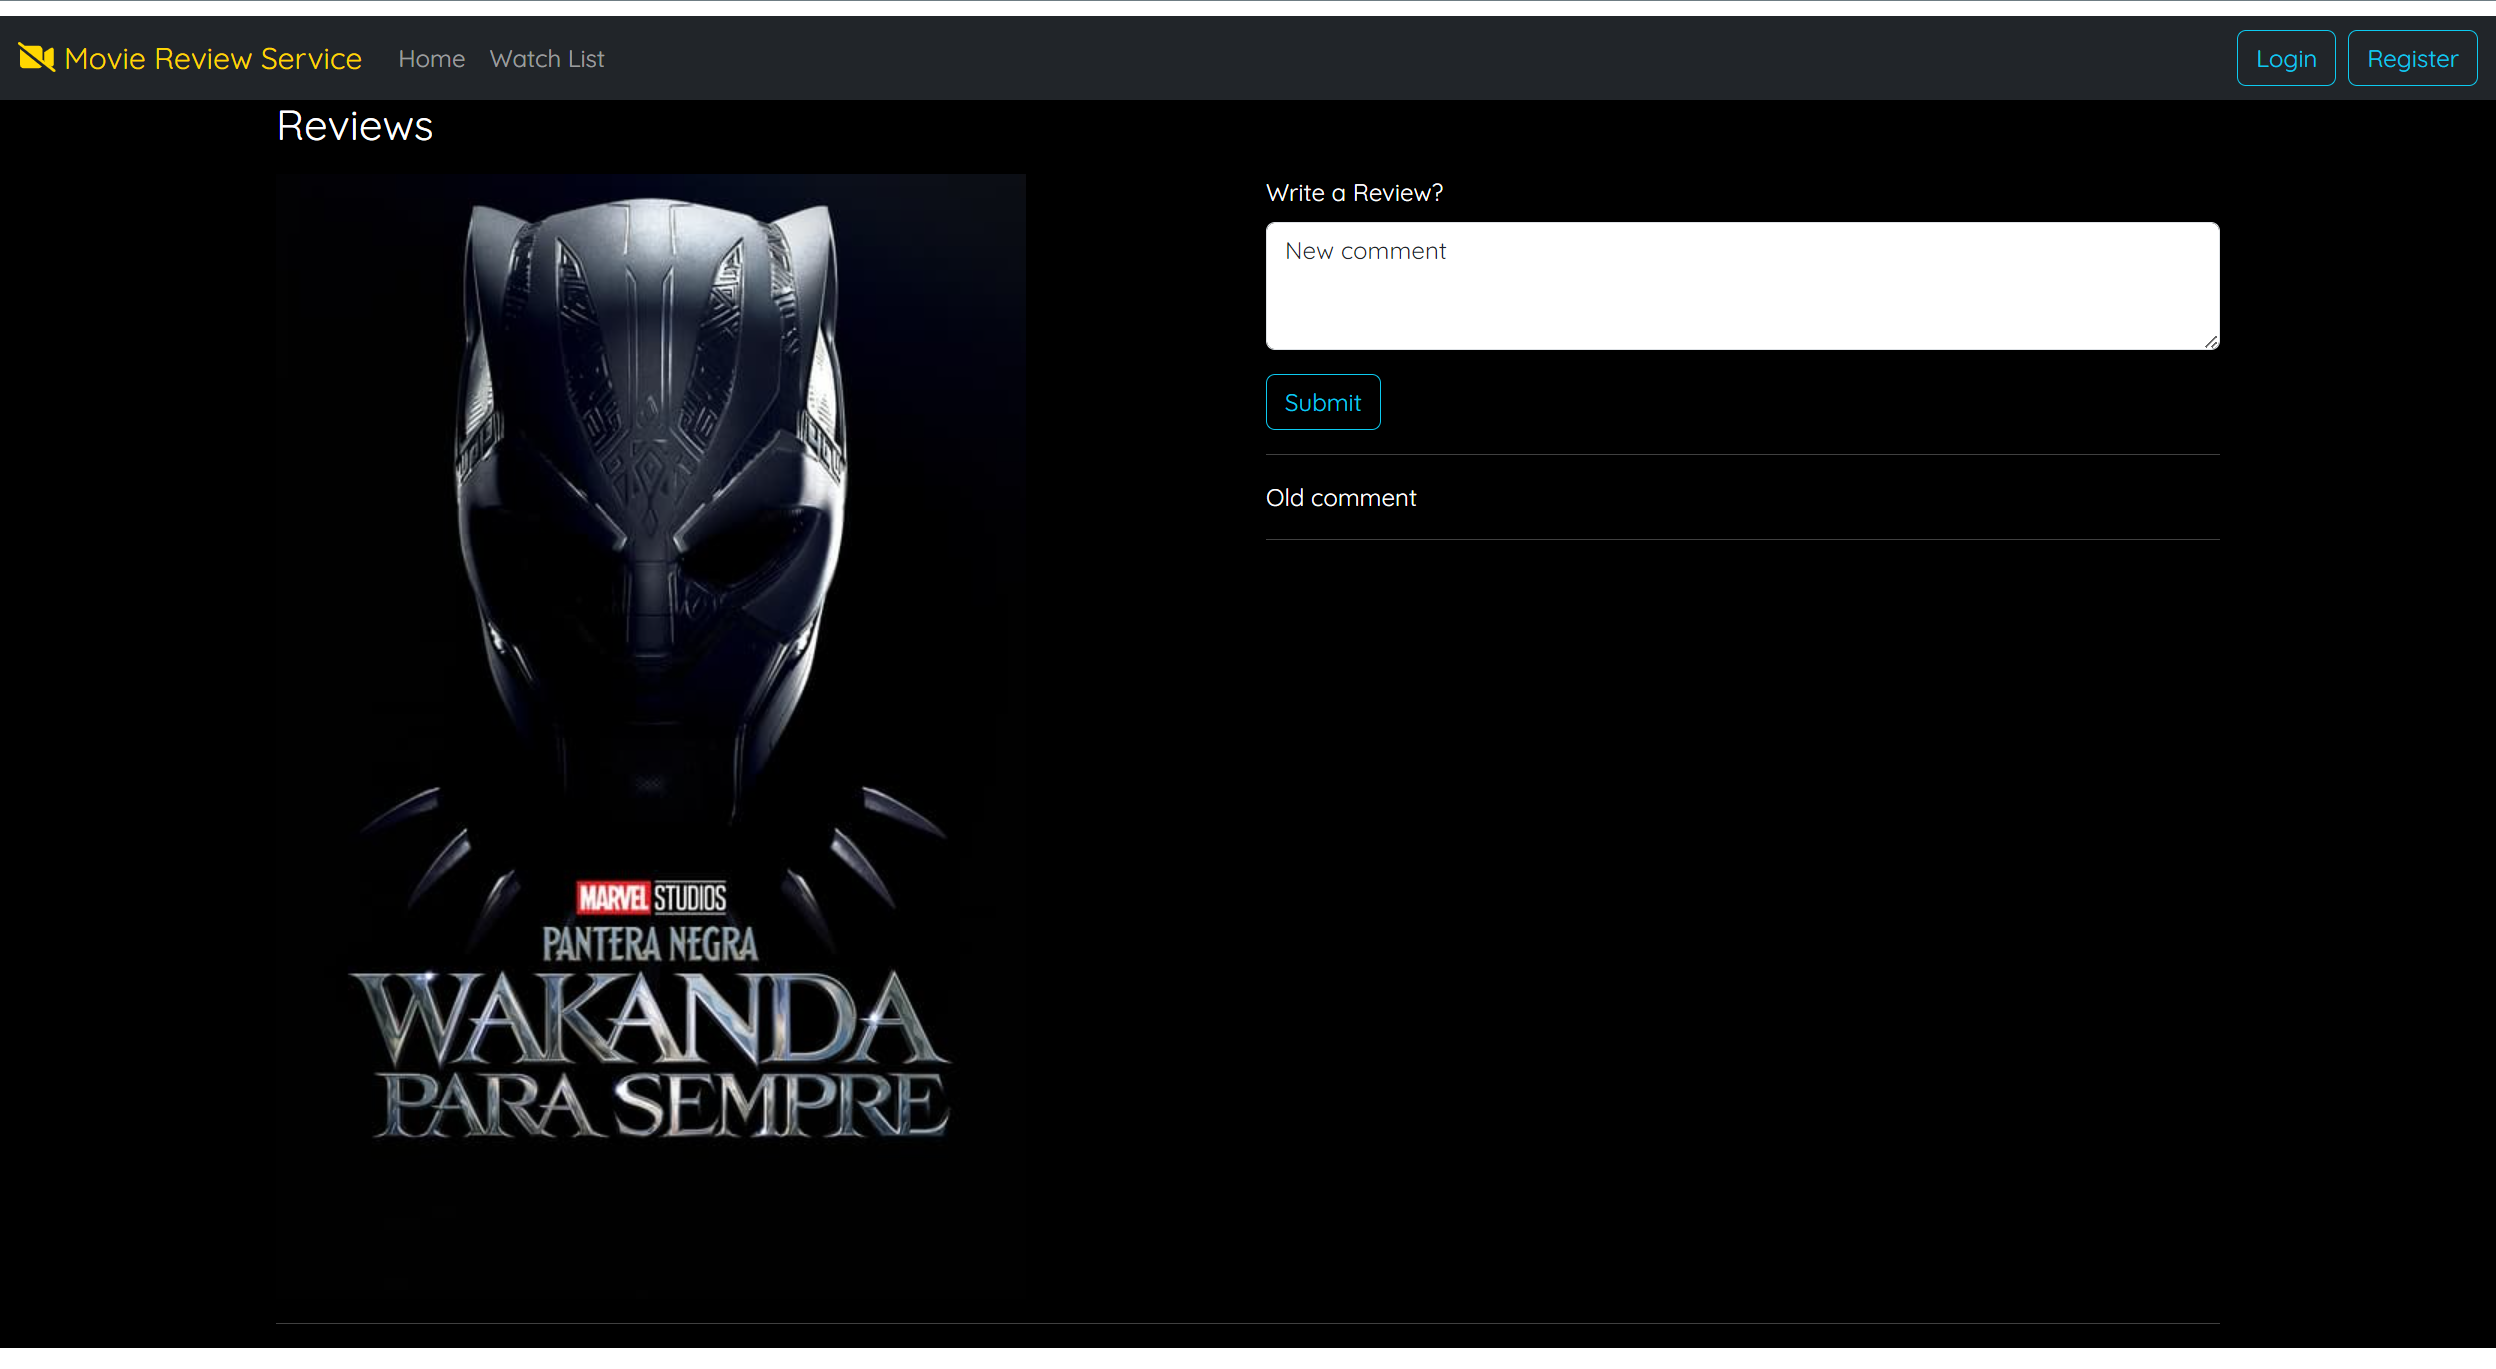 Movie Review Service Home Watch List Login Register
Reviews
Write a Review?
New comment
Submit
Old comment
MARVEL STUDIOS
PANTERA NEGRA
WAKANDA
PARA SEMPRE